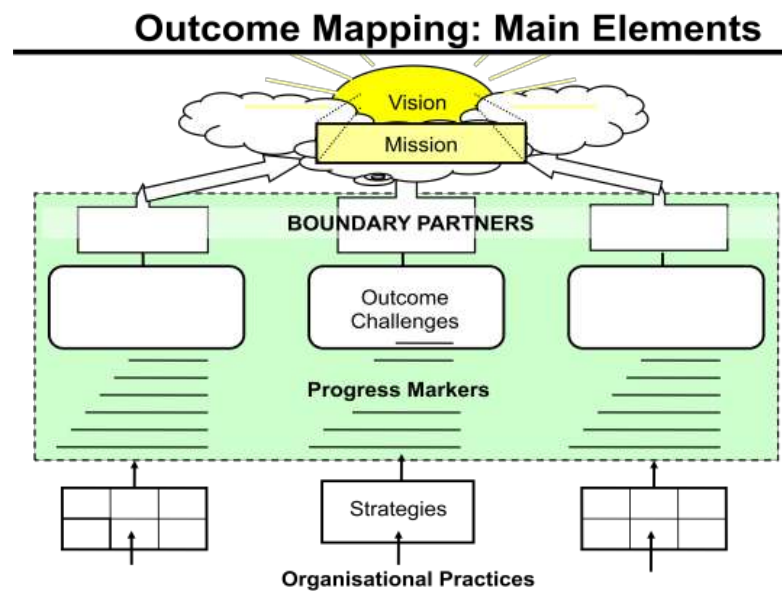 Outcome Mapping: Main Elements
Vision
Mission
BOUNDARY PARTNERS
Outcome
Challenges
Progress Markers
Strategies
Organisational Practices